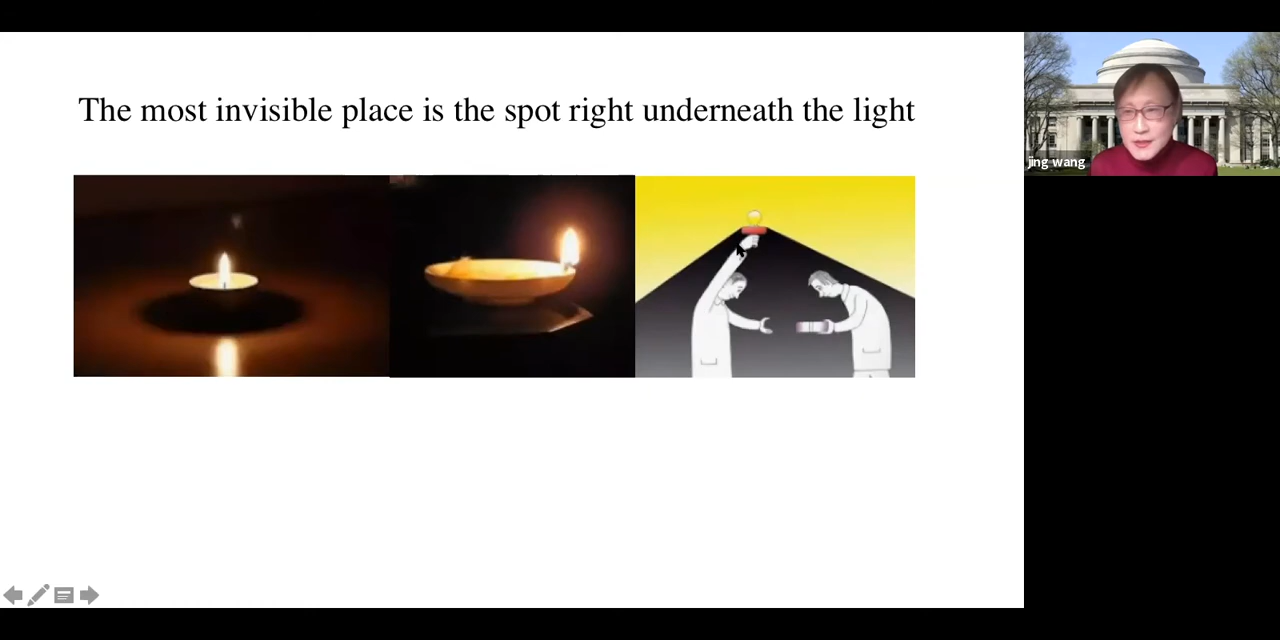 The most invisible place is the spot right underneath the light
jing wang